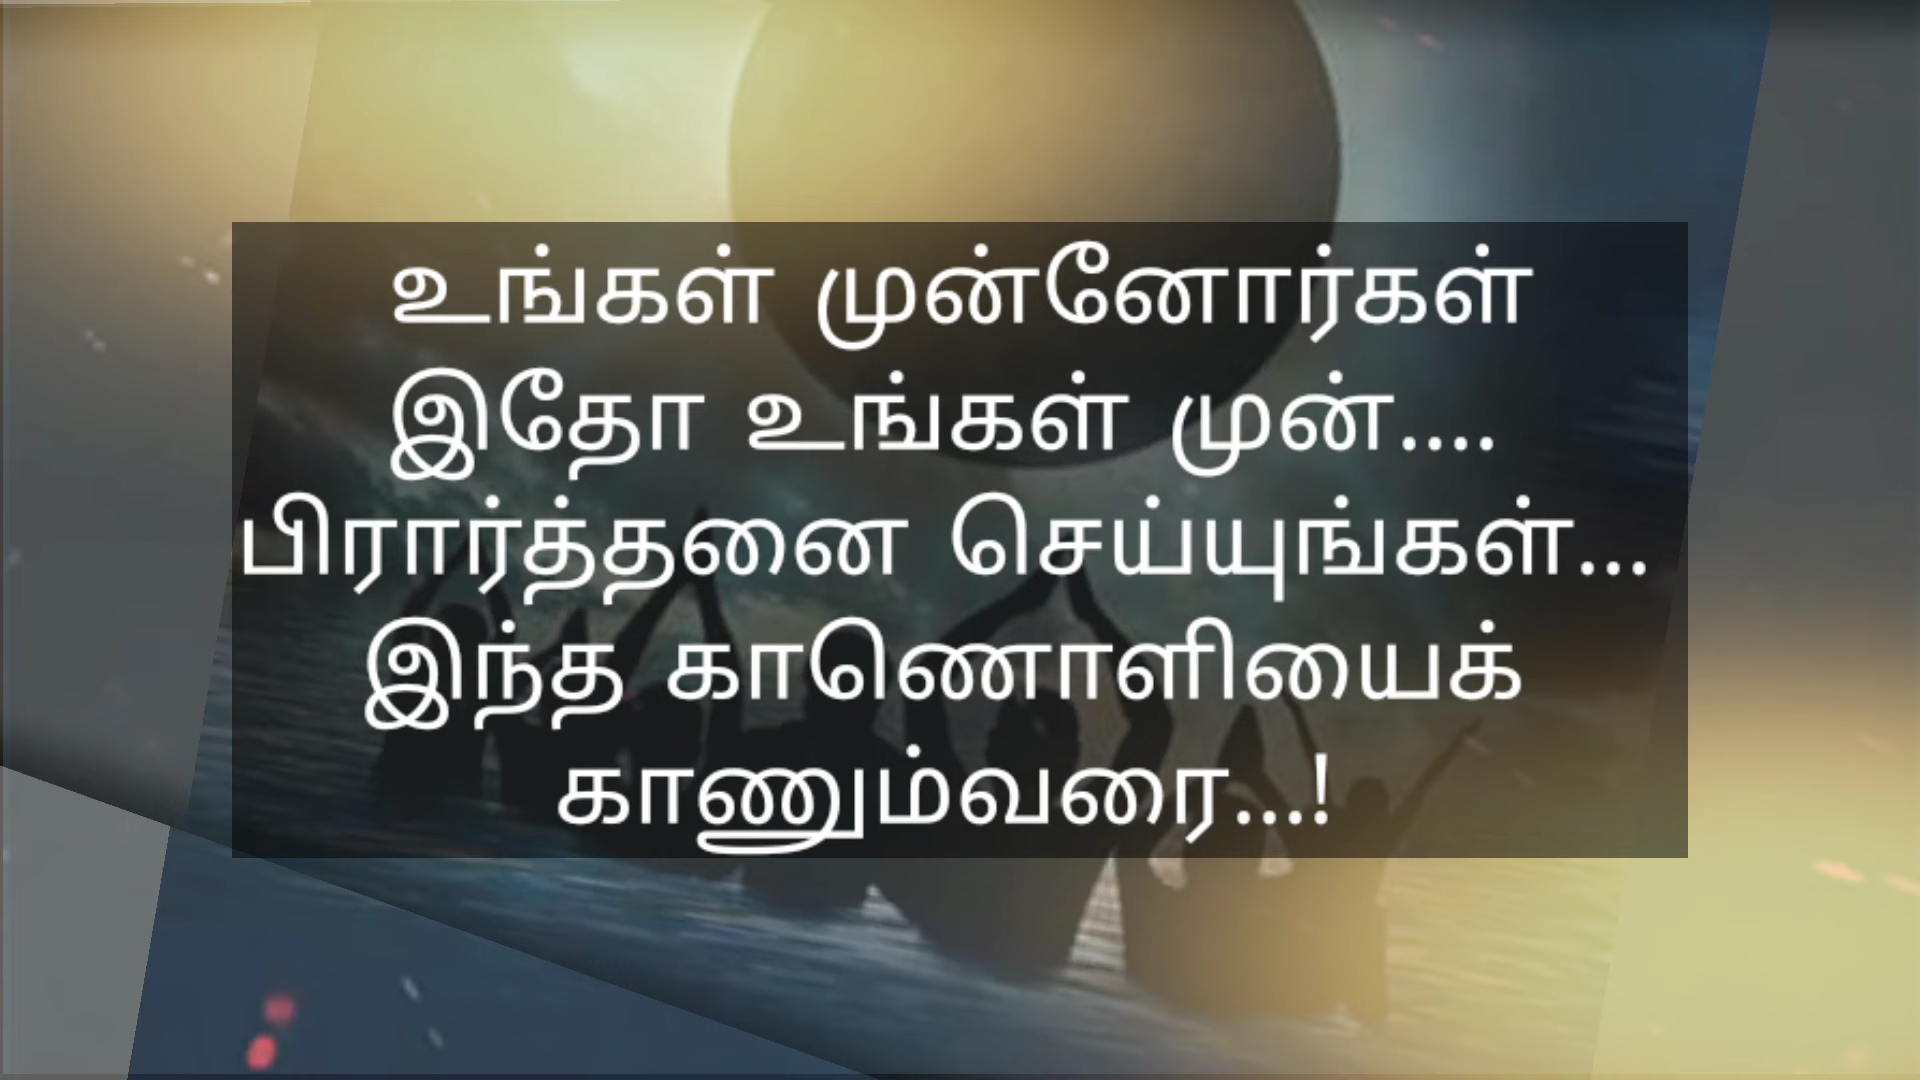 உங்கள் முன்னோர்கள்
இதோ உங்கள் முன்....
பிரார்த்தனை செய்யுங்கள்...
இந்த காணொளியைக்
காணும்வரை...!